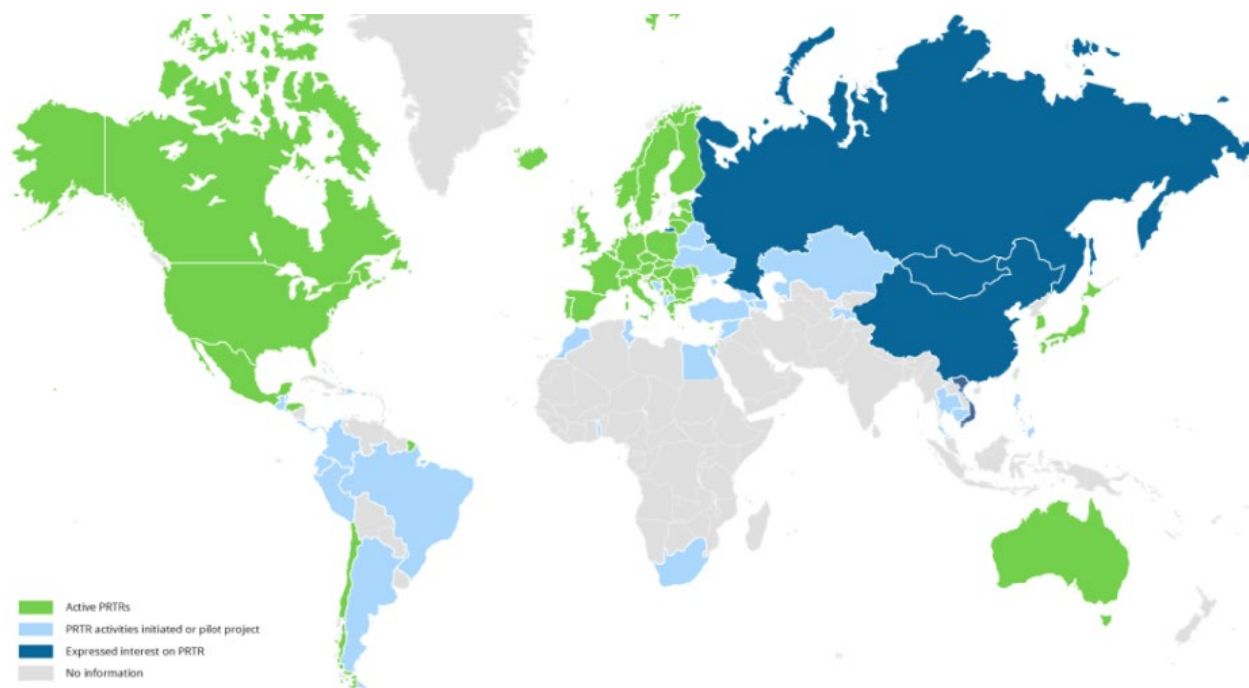 Active PRTRs
PRTR activities initiated or pilot project
Expressed interest on PRTR
No information